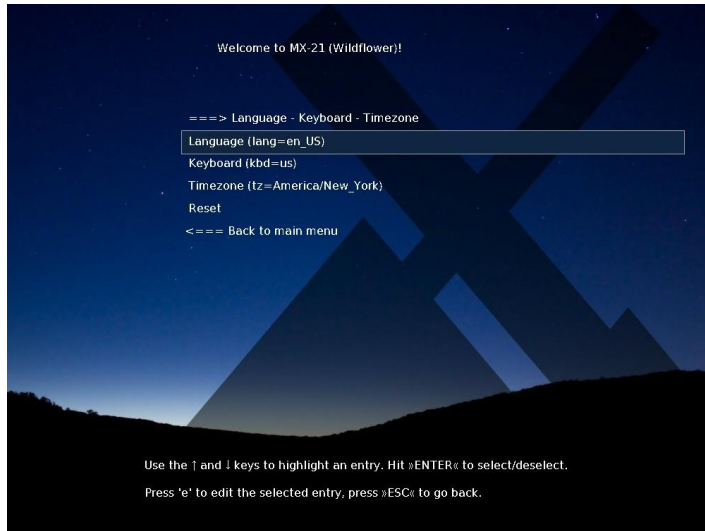 Welcome to MX-21 (Wildflower)!
===> Language - Keyboard - Timezone
Language (lang=en_US)
Keyboard (kbd=us)
Timezone (tz=America/New_York)
Reset
<=== Back to main menu
Use the ↑ and ↓ keys to highlight an entry. Hit »ENTER« to select/deselect.
Press 'e' to edit the selected entry, press »ESC« to go back.